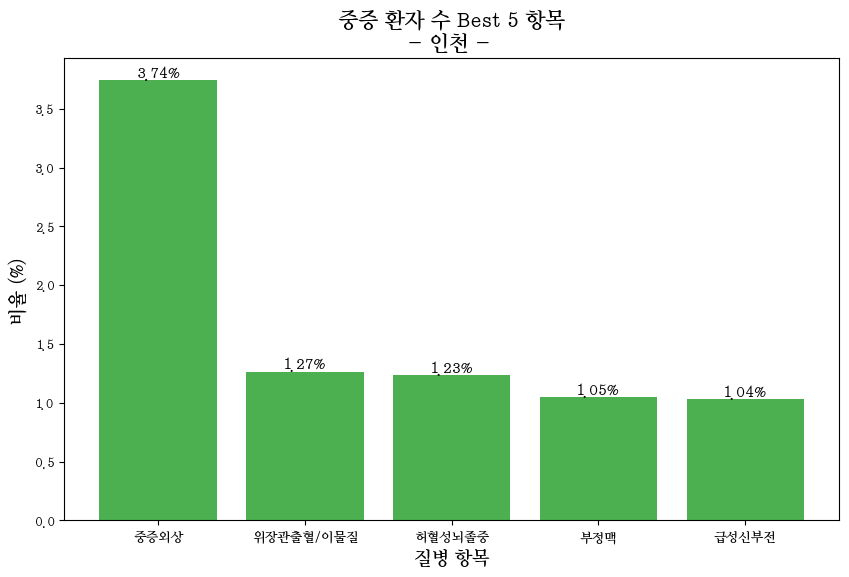 중증 환자 수 Best 5 항목
- 인천 -
비율 (%)
3.5
3.0
2.5
2.0
1.5
1.0
0.5
0.0
3.74%
1.27%
1.23%
1.05%
1.04%
중증외상
위장관출혈/이물질
허혈성뇌졸중
부정맥
급성신부전
질병 항목